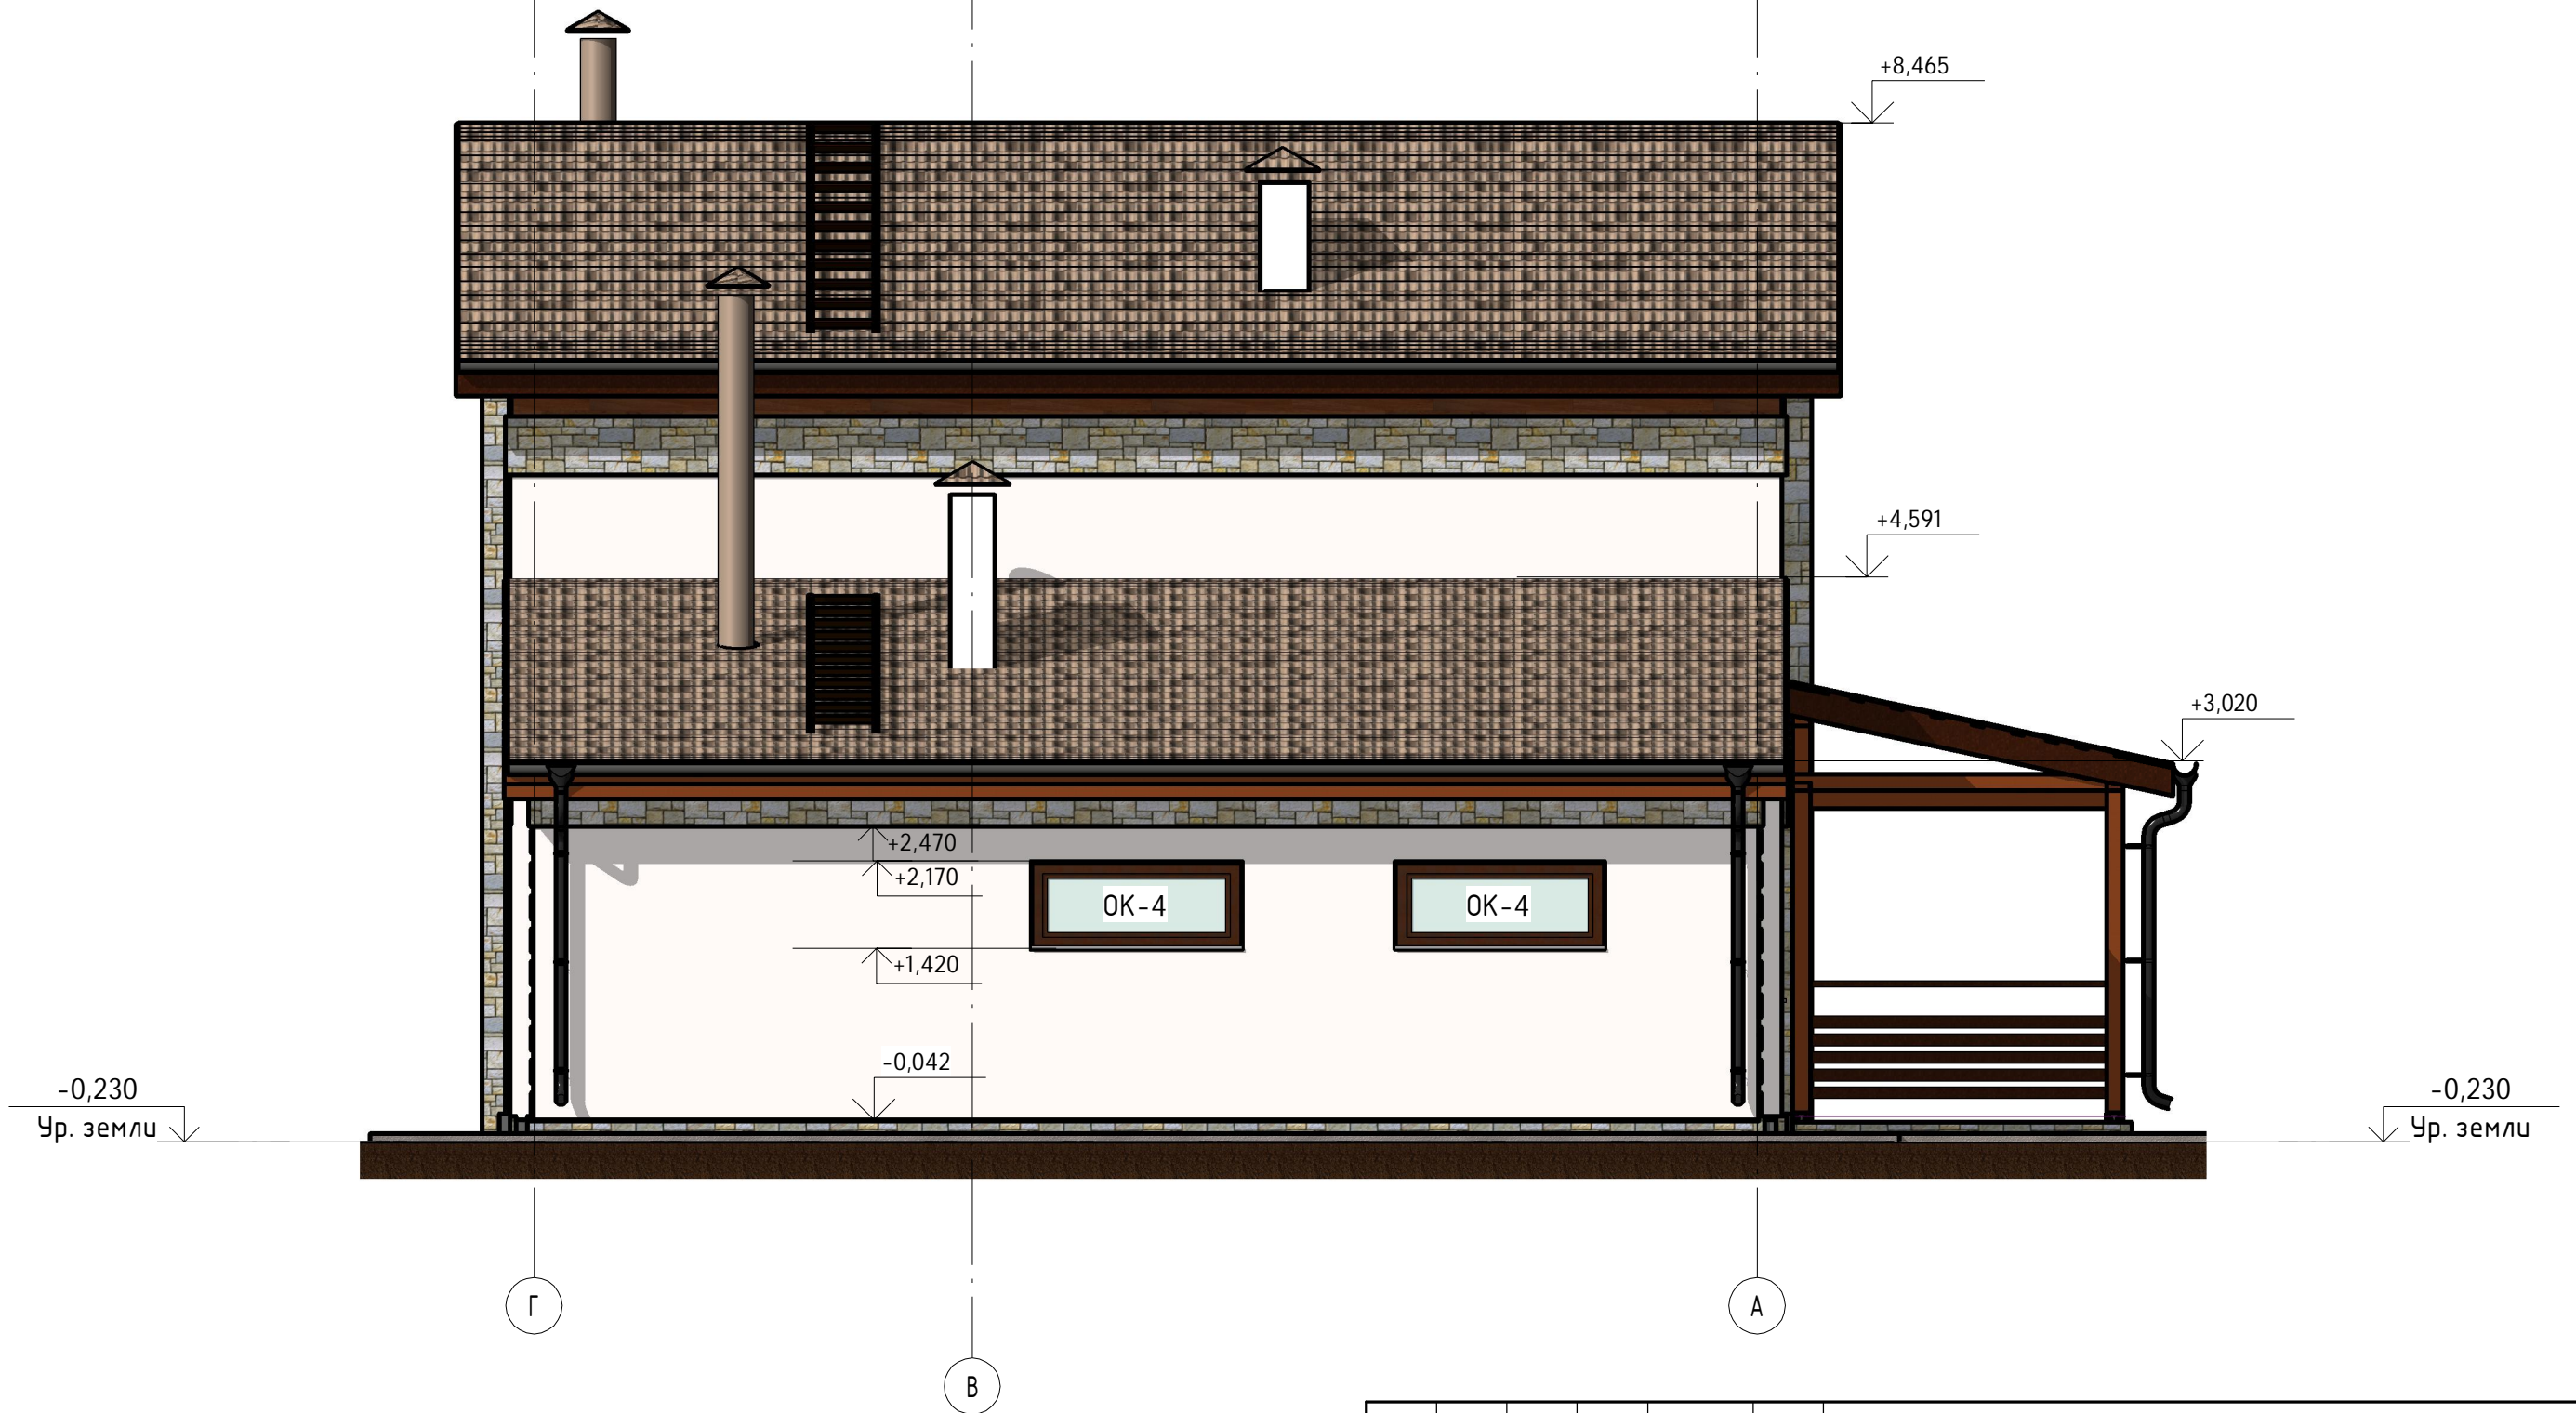 +8,465
+4,591
+3,020
+2,470
+2,170
ОК-4
ОК-4
+1,420
-0,042
-0,230
Ур. земли
-0,230
Ур. земли
Г
А
В